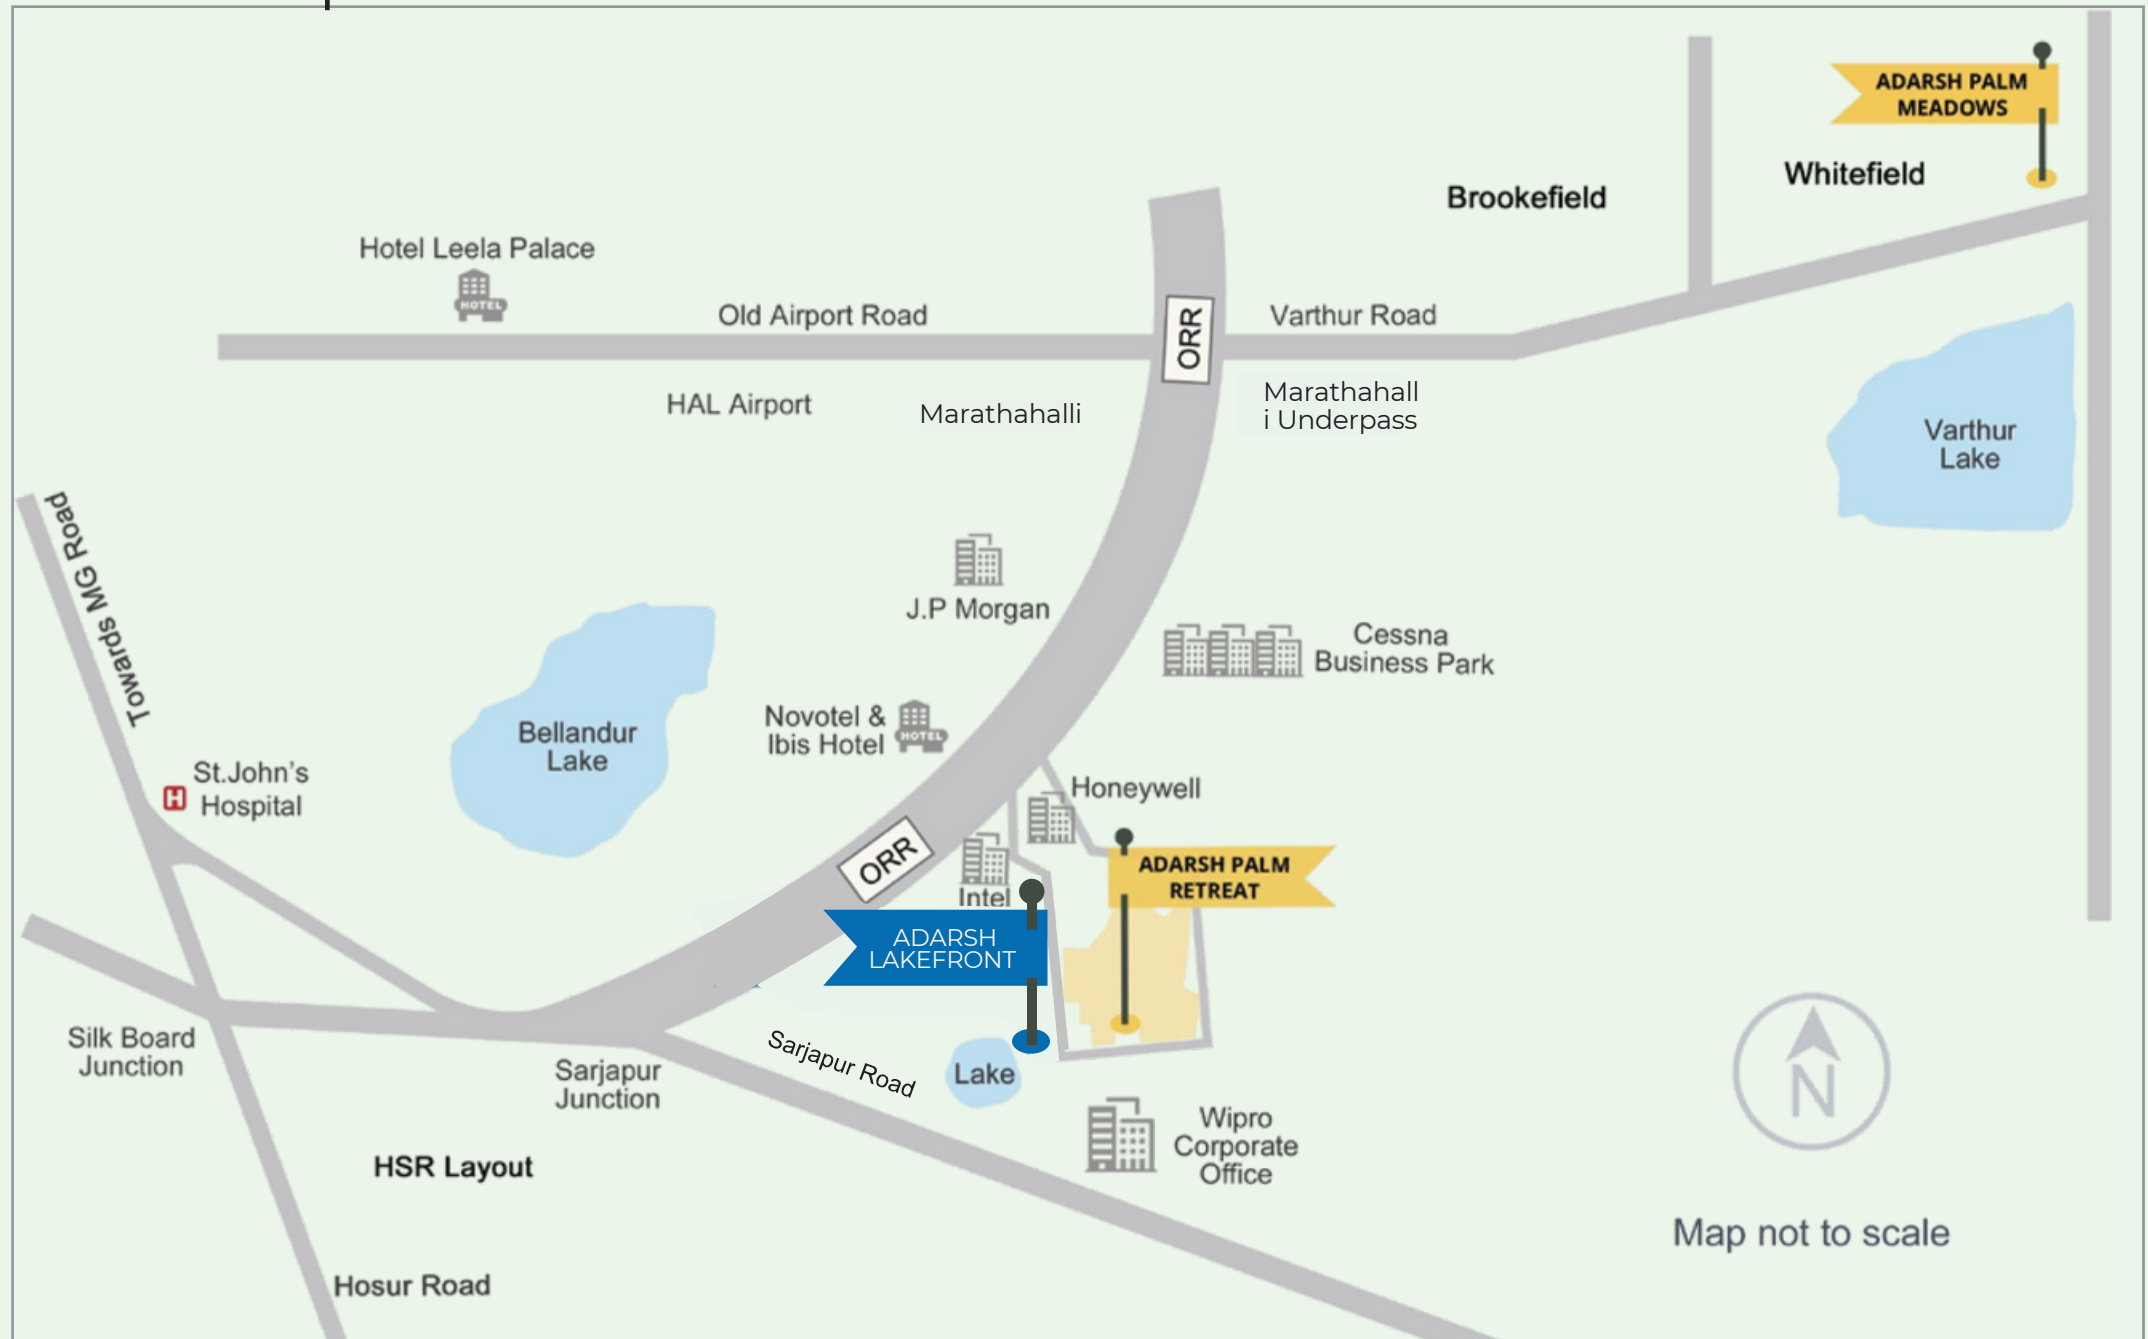 ADARSH PALM
MEADOWS
Whitefield
Brookefield
Hotel Leela Palace
HOTEL
Old Airport Road
ORR
Varthur Road
HAL Airport
Marathahalli
Marathahall
i Underpass
Varthur
Lake
Towards MG Road
J.P Morgan
Cessna
Business Park
Novotel &
Ibis Hotel
HOTEL
Bellandur
Lake
St.John's
Hospital
H
Honeywell
ORR
Intel
ADARSH PALM
RETREAT
ADARSH
LAKEFRONT
Silk Board
Junction
Sarjapur
Junction
Sarjapur Road
Lake
N
Wipro
Corporate
Office
HSR Layout
Map not to scale
Hosur Road